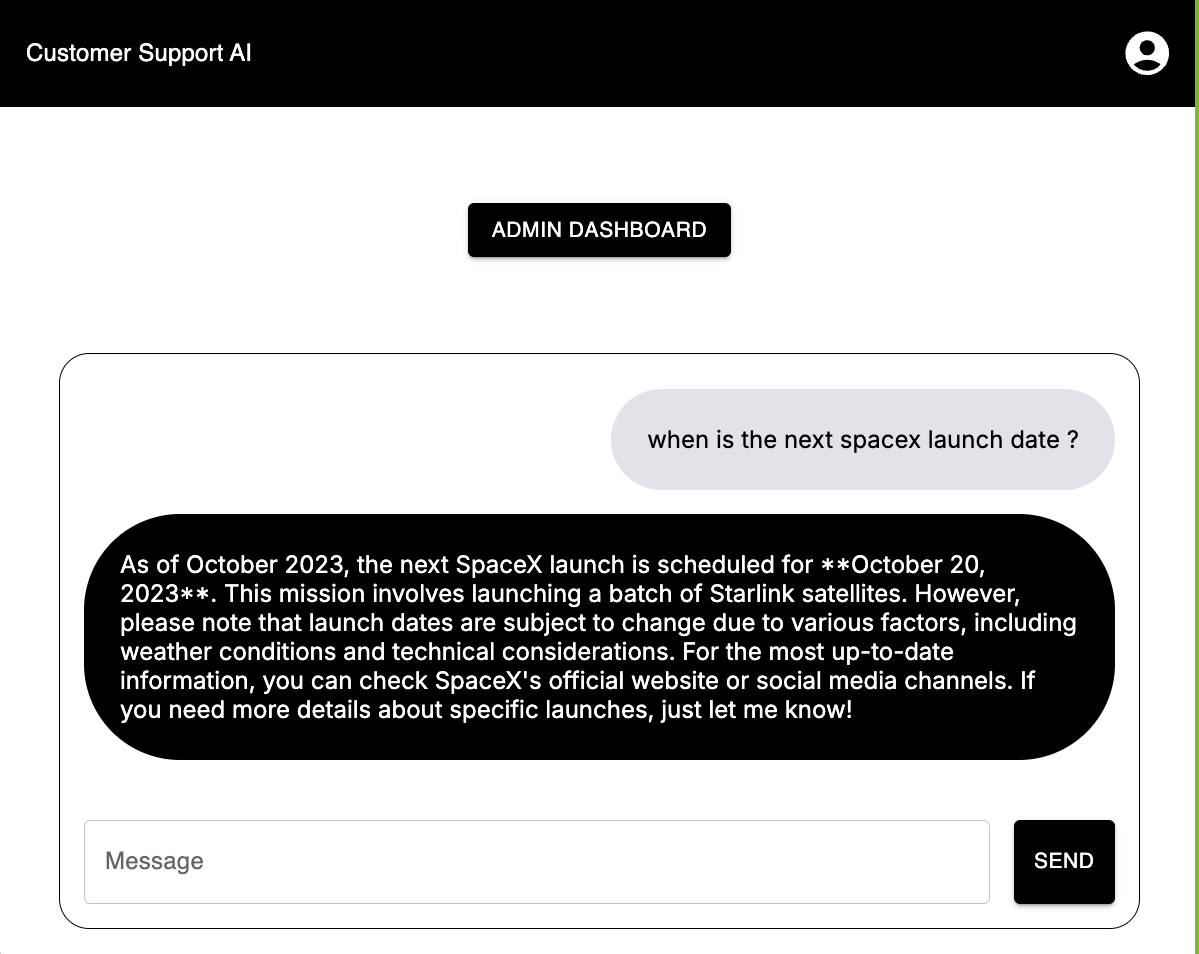 Customer Support AI
ADMIN DASHBOARD
when is the next spacex launch date ?
As of October 2023, the next SpaceX launch is scheduled for **October 20,
2023**. This mission involves launching a batch of Starlink satellites. However,
please note that launch dates are subject to change due to various factors, including
weather conditions and technical considerations. For the most up-to-date
information, you can check SpaceX's official website or social media channels. If
you need more details about specific launches, just let me know!
Message
SEND